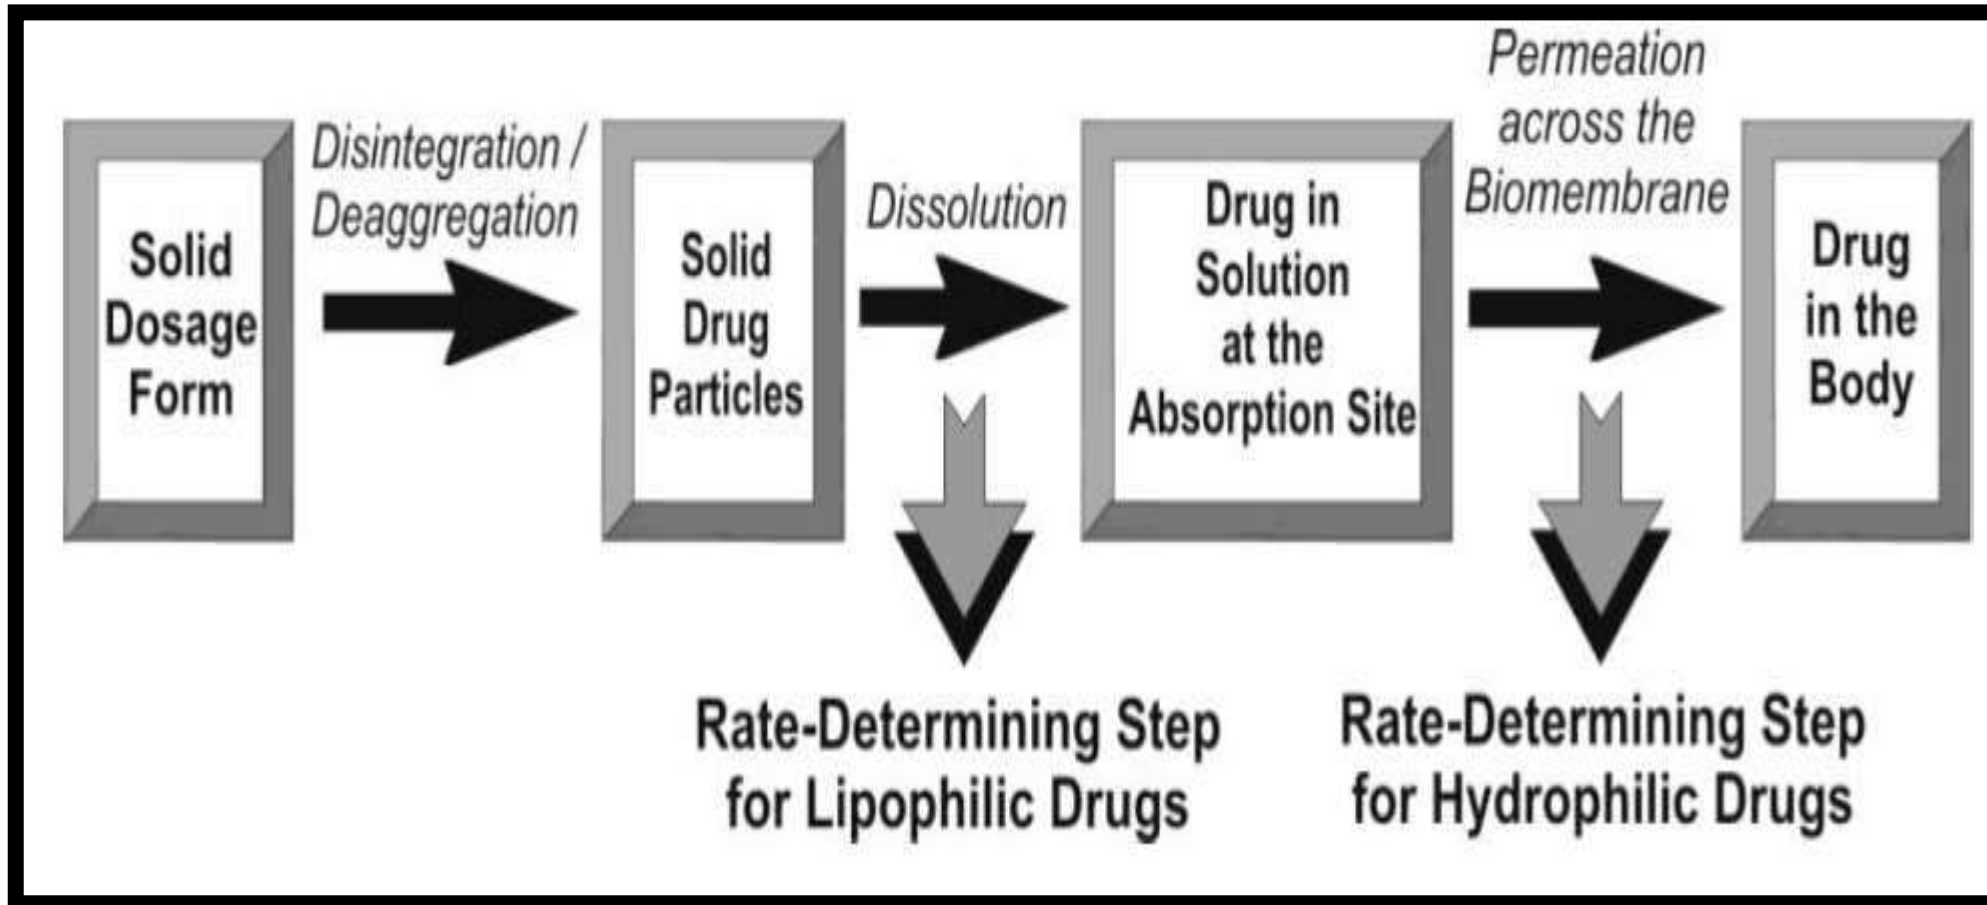 Solid
Dosage
Form
Disintegration /
Deaggregation
Solid
Drug
Particles
Dissolution
Drug in
Solution
at the
Absorption Site
Permeation
across the
Biomembrane
Drug
in the
Body
Rate-Determining Step
for Lipophilic Drugs
Rate-Determining Step
for Hydrophilic Drugs